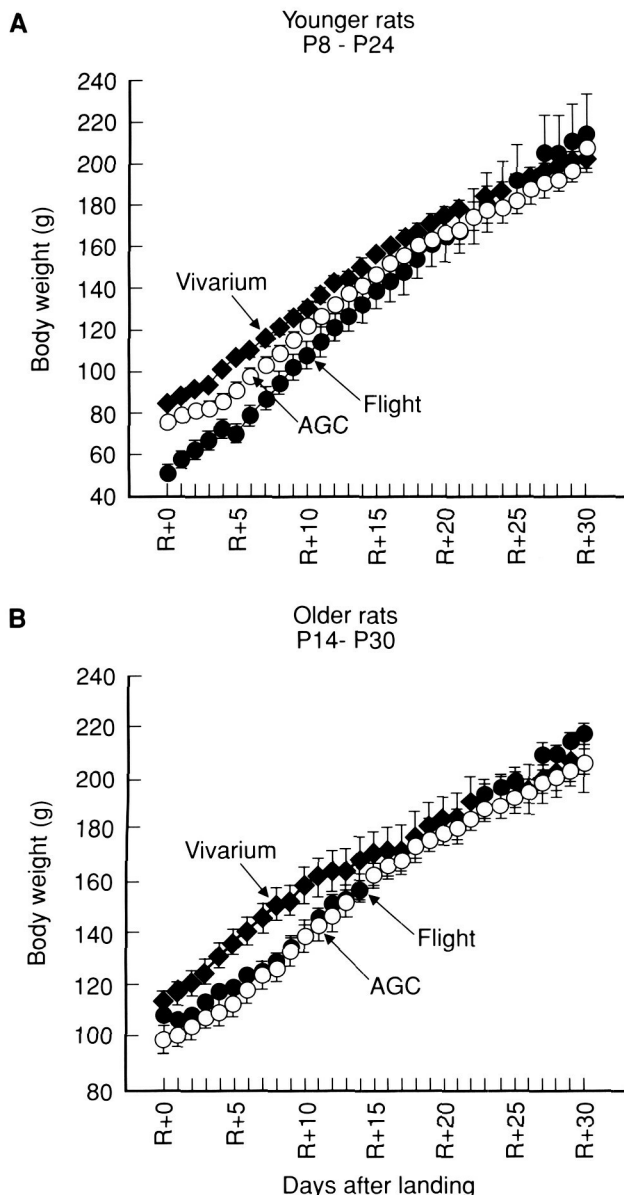 A
Younger rats
P8 - P24
240
220
200
180
160
140
120
100
80
60
40
Body weight (g)
Vivarium
Flight
AGC
R+0
R+5
R+10
R+15
R+20
R+25
R+30
B
Older rats
P14- P30
240
220
200
180
160
140
120
100
80
Body weight (g)
Vivarium
Flight
AGC
R+0
R+5
R+10
R+15
R+20
R+25
R+30
Days after landing